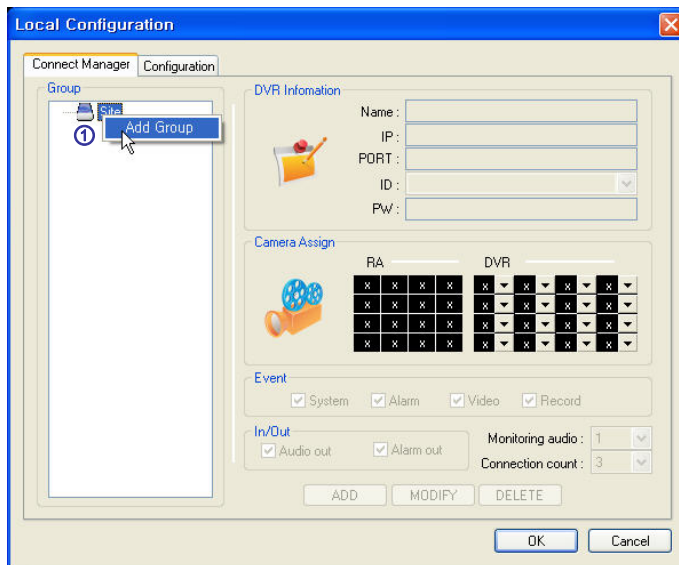 Local Configuration
Connect Manager
Configuration
Group
Site
① Add Group
DVR Infomation
Name :
IP :
PORT :
ID :
PW :
Camera Assign
RA
DVR
x x x x x x x x
x x x x x x x x
x x x x x x x x
x x x x x x x x
Event
System
Alarm
Video
Record
In/Out
Audio out
Alarm out
Monitoring audio : 1
Connection count : 3
ADD
MODIFY
DELETE
OK
Cancel